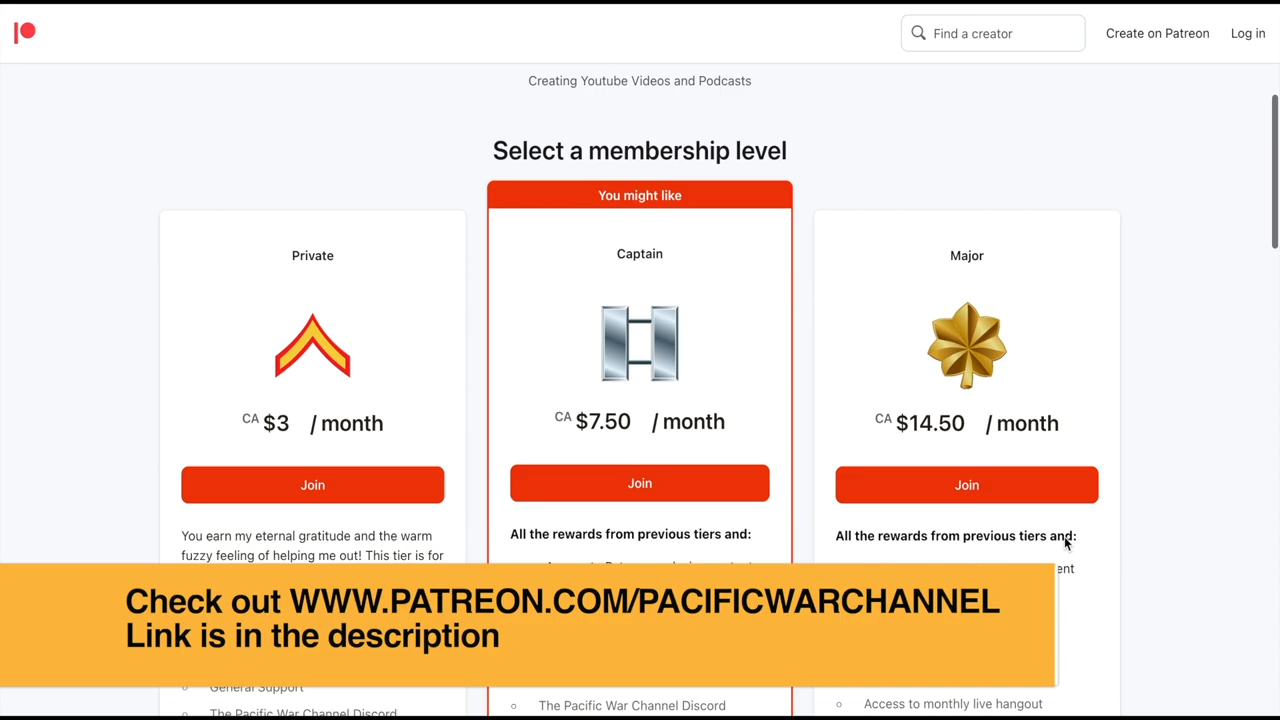 Find a creator
Create on Patreon
Log in
Creating Youtube Videos and Podcasts
Select a membership level
You might like
Private
Captain
Major
CA $3 / month
CA $7.50 / month
CA $14.50 / month
Join
Join
Join
You earn my eternal gratitude and the warm
fuzzy feeling of helping me out! This tier is for
All the rewards from previous tiers and:
All the rewards from previous tiers and:
Check out WWW.PATREON.COM/PACIFICWARCHANNEL
Link is in the description
General Support
The Pacific War Channel Discord
The Pacific War Channel Discord
Access to monthly live hangout